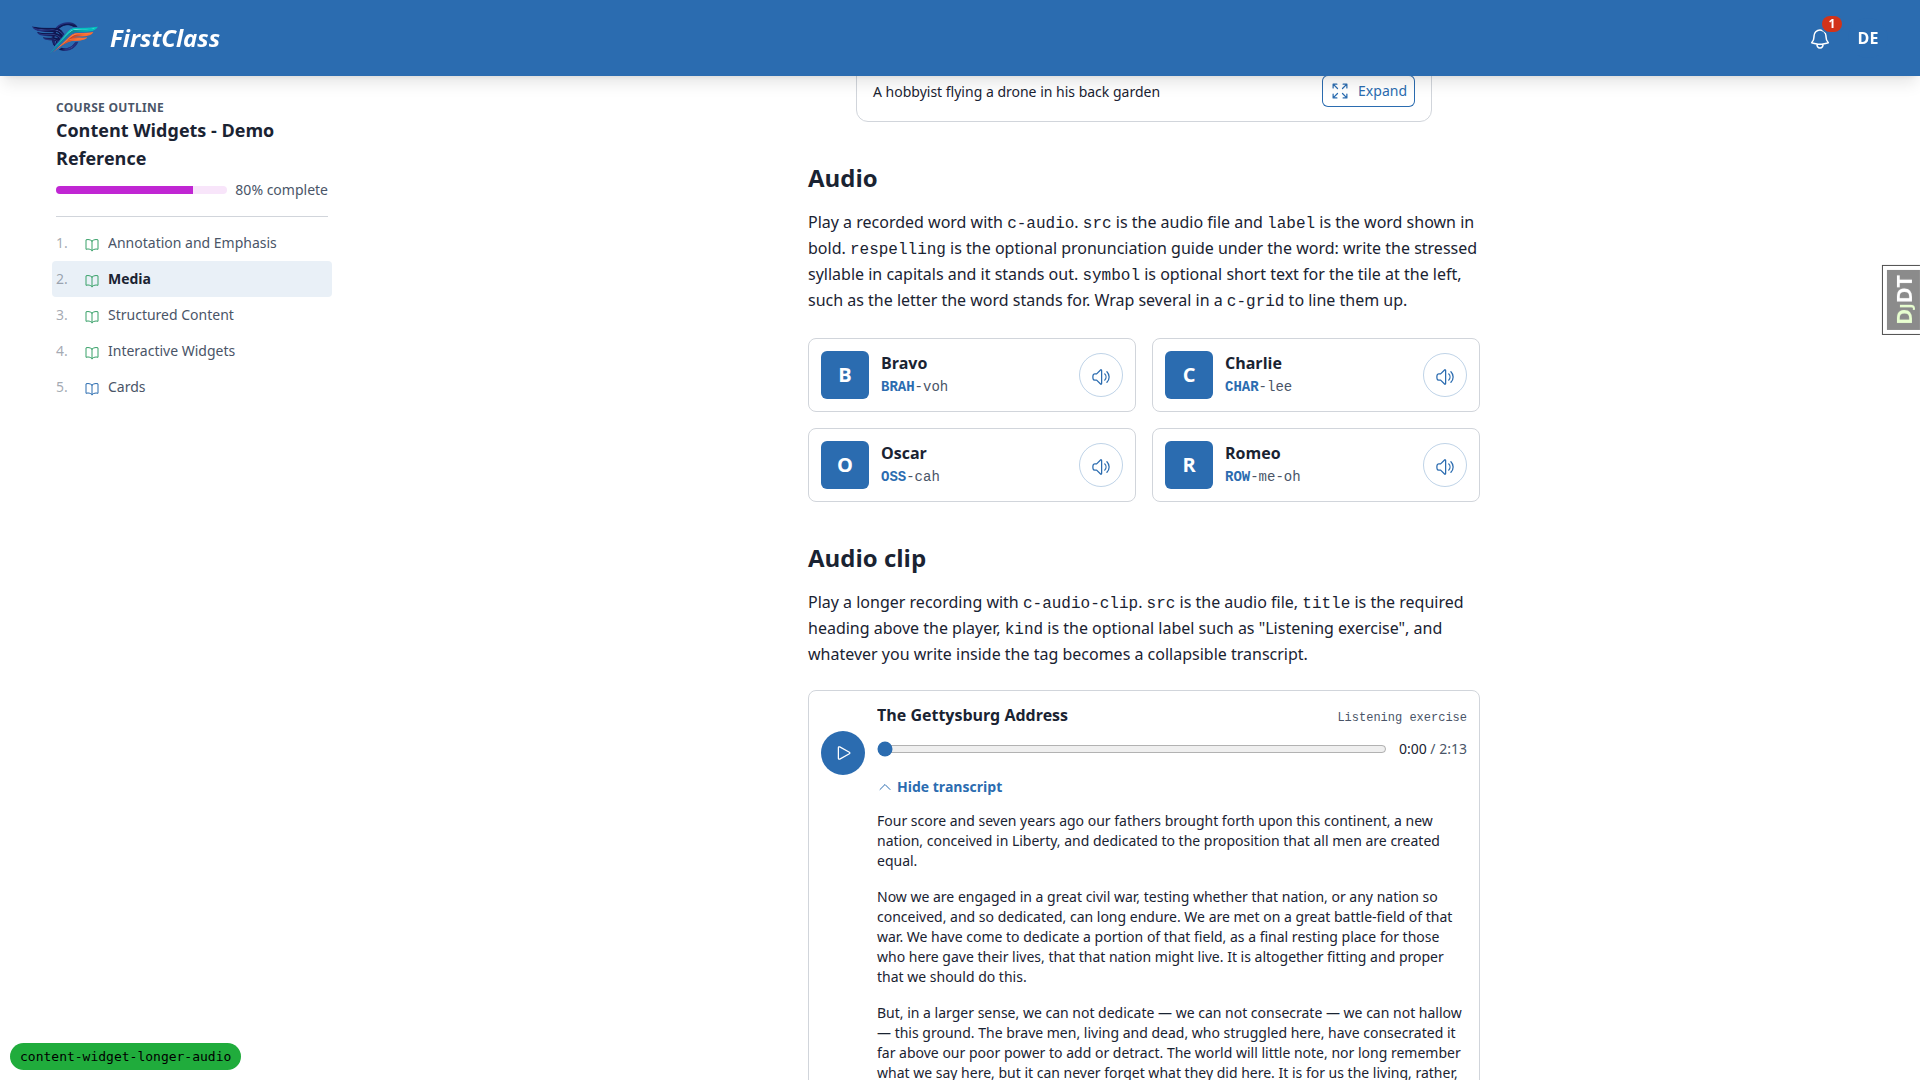 FirstClass
1
DE
COURSE OUTLINE
Content Widgets - Demo
Reference
80% complete
1. Annotation and Emphasis
2. Media
3. Structured Content
4. Interactive Widgets
5. Cards
A hobbyist flying a drone in his back garden
Expand
Audio
Play a recorded word with c-audio. src is the audio file and label is the word shown in
bold. respelling is the optional pronunciation guide under the word: write the stressed
syllable in capitals and it stands out. symbol is optional short text for the tile at the left,
such as the letter the word stands for. Wrap several in a c-grid to line them up.
B
Bravo
BRAH-voh
C
Charlie
CHAR-lee
O
Oscar
OSS-cah
R
Romeo
ROW-me-oh
Audio clip
Play a longer recording with c-audio-clip. src is the audio file, title is the required
heading above the player, kind is the optional label such as "Listening exercise", and
whatever you write inside the tag becomes a collapsible transcript.
The Gettysburg Address
Listening exercise
0:00 / 2:13
Hide transcript
Four score and seven years ago our fathers brought forth upon this continent, a new
nation, conceived in Liberty, and dedicated to the proposition that all men are created
equal.
Now we are engaged in a great civil war, testing whether that nation, or any nation so
conceived, and so dedicated, can long endure. We are met on a great battle-field of that
war. We have come to dedicate a portion of that field, as a final resting place for those
who here gave their lives, that that nation might live. It is altogether fitting and proper
that we should do this.
But, in a larger sense, we can not dedicate — we can not consecrate — we can not hallow
— this ground. The brave men, living and dead, who struggled here, have consecrated it
far above our poor power to add or detract. The world will little note, nor long remember
what we say here, but it can never forget what they did here. It is for us the living, rather,
DjDT
content-widget-longer-audio